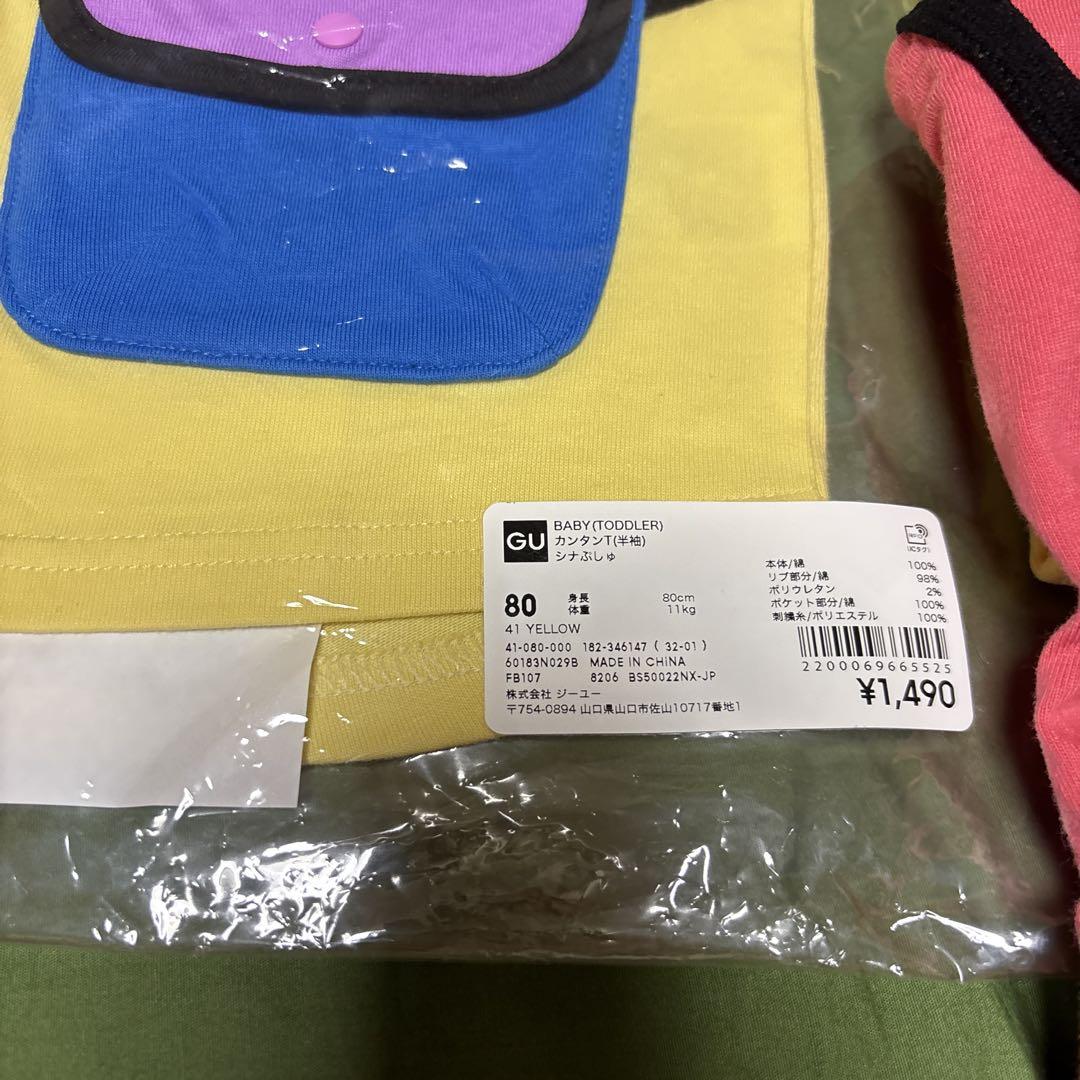 GU
BABY(TODDLER)
カンタンT(半袖)
シナぷしゅ
(ICタグ)
80
身長 80cm
体重 11kg
41 YELLOW
41-080-000 182-346147 ( 32-01 )
60183N029B MADE IN CHINA
FB107 8206 BS50022NX-JP
株式会社 ジーユー
〒754-0894 山口県山口市佐山10717番地1
本体/綿 100%
リブ部分/綿 98%
ポリウレタン 2%
ポケット部分/綿 100%
刺繍糸/ポリエステル 100%
2200069665525
¥1,490